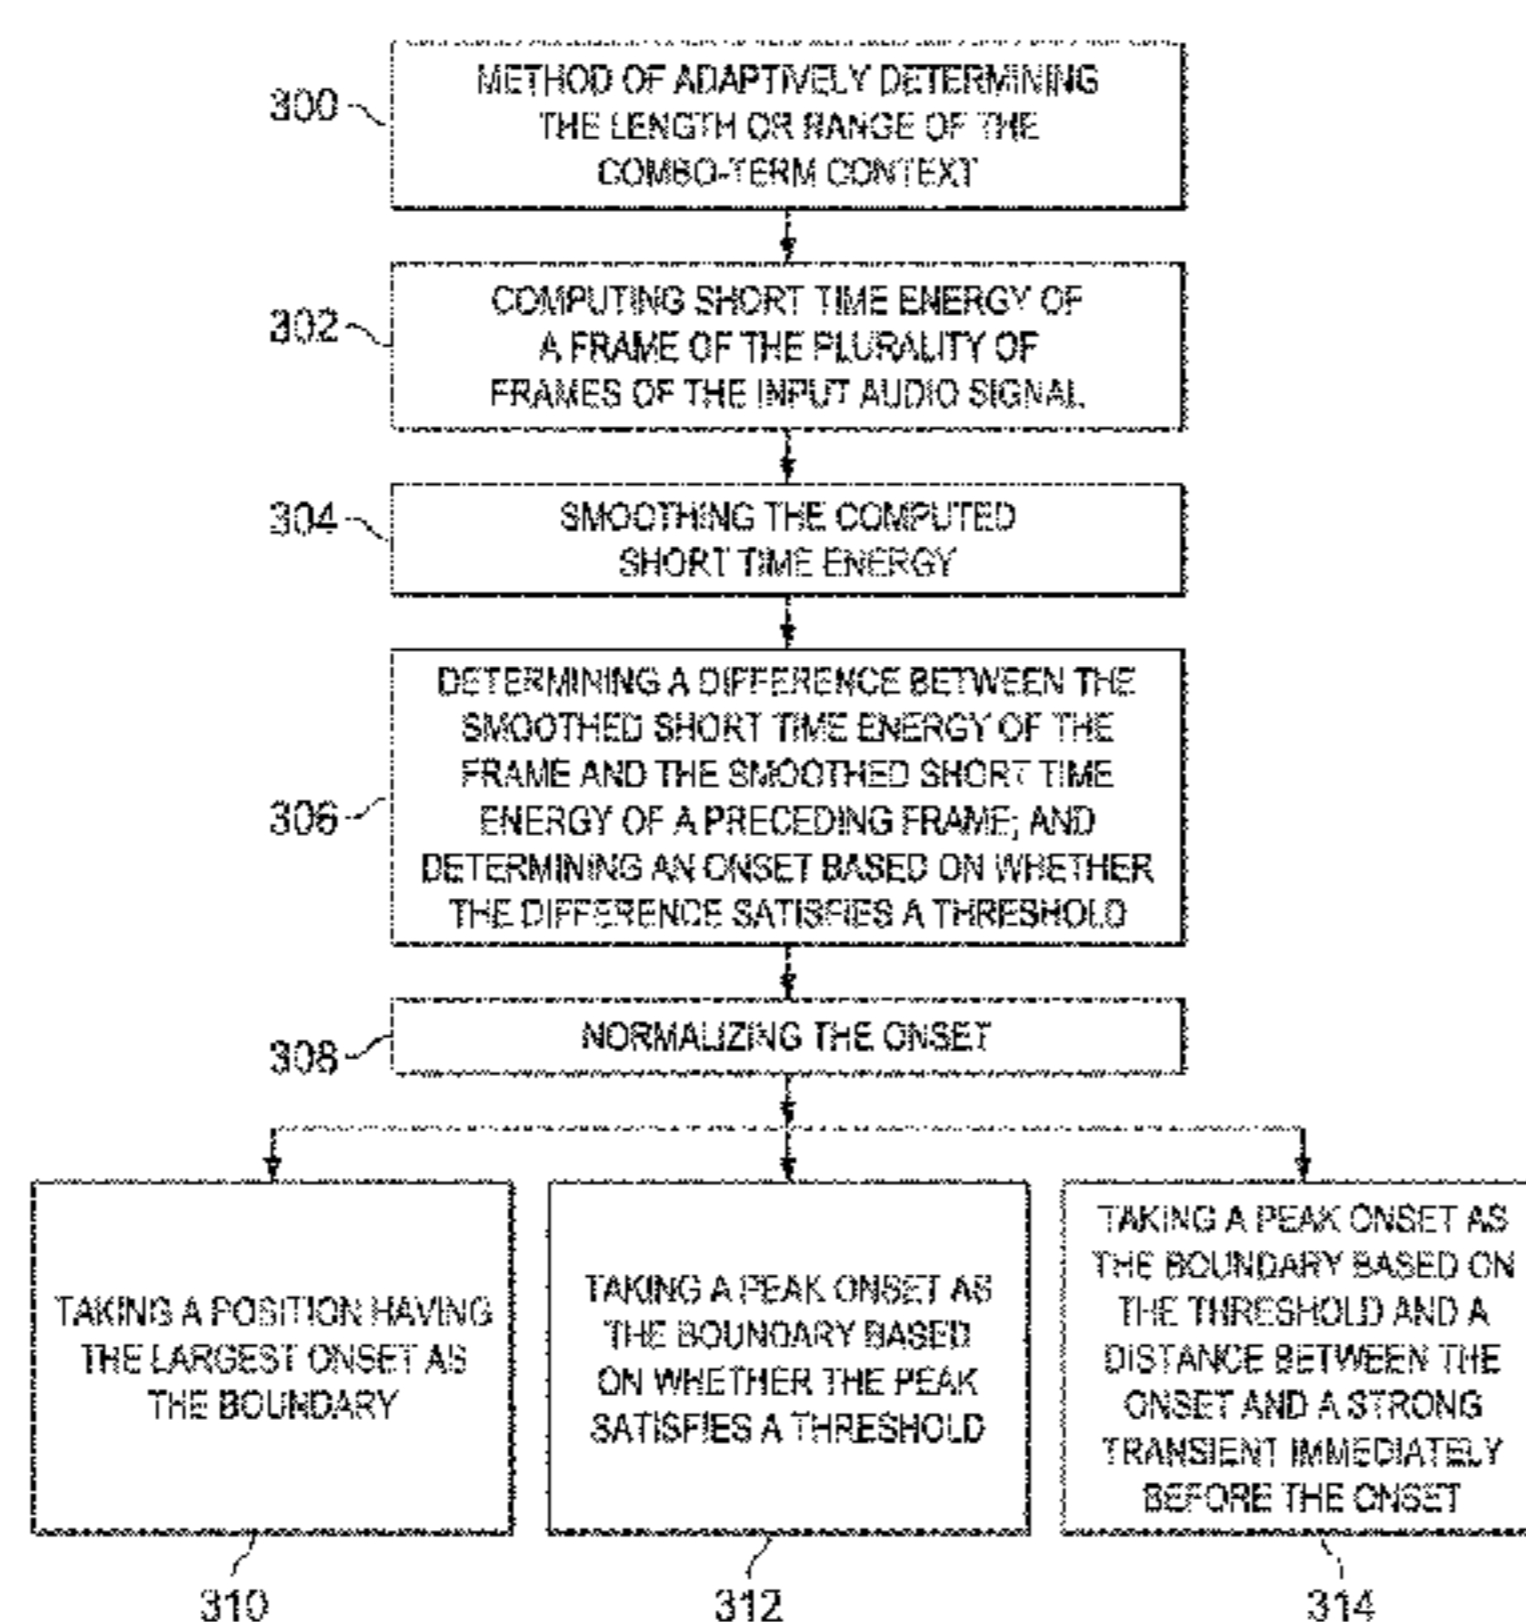 300
METHOD OF ADAPTIVELY DETERMINING
THE LENGTH OR RANGE OF THE
COMBO-TERM CONTEXT
302
COMPUTING SHORT TIME ENERGY OF
A FRAME OF THE PLURALITY OF
FRAMES OF THE INPUT AUDIO SIGNAL
304
SMOOTHING THE COMPUTED
SHORT TIME ENERGY
306
DETERMINING A DIFFERENCE BETWEEN THE
SMOOTHED SHORT TIME ENERGY OF THE
FRAME AND THE SMOOTHED SHORT TIME
ENERGY OF A PRECEDING FRAME; AND
DETERMINING AN ONSET BASED ON WHETHER
THE DIFFERENCE SATISFIES A THRESHOLD
308
NORMALIZING THE ONSET
TAKING A POSITION HAVING
THE LARGEST ONSET AS
THE BOUNDARY
310
TAKING A PEAK ONSET AS
THE BOUNDARY BASED
ON WHETHER THE PEAK
SATISFIES A THRESHOLD
312
TAKING A PEAK ONSET AS
THE BOUNDARY BASED ON
THE THRESHOLD AND A
DISTANCE BETWEEN THE
ONSET AND A STRONG
TRANSIENT IMMEDIATELY
BEFORE THE ONSET
314